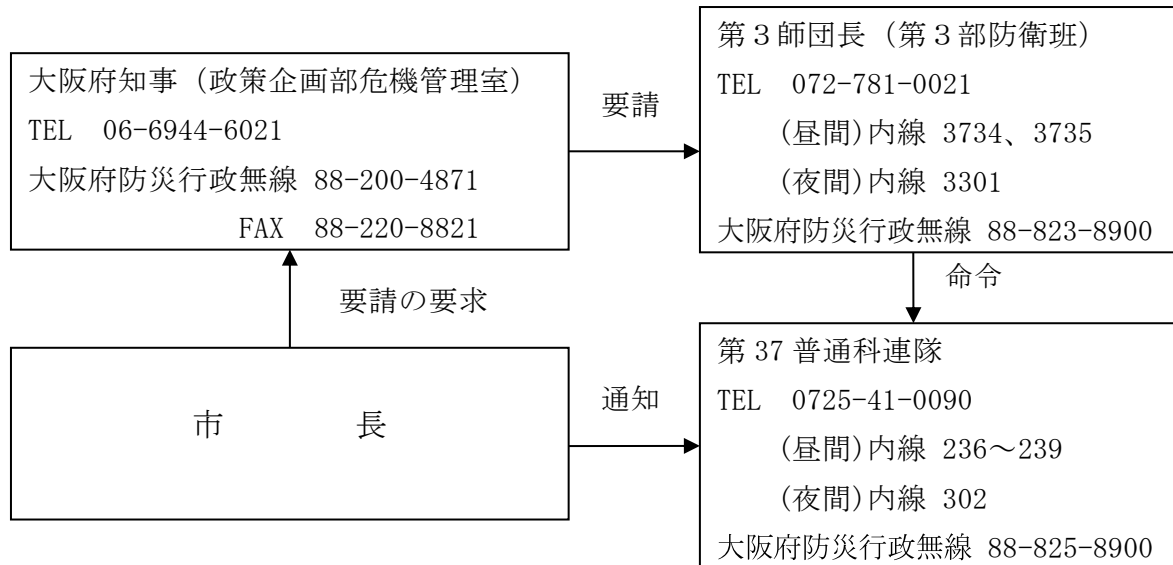 大阪府知事（政策企画部危機管理室）
TEL　06-6944-6021
大阪府防災行政無線 88-200-4871
FAX　88-220-8821
要請
第３師団長（第３部防衛班）
TEL　072-781-0021
(昼間)内線 3734、3735
(夜間)内線 3301
大阪府防災行政無線 88-823-8900
要請の要求
命令
市　　　　長
通知
第 37 普通科連隊
TEL　0725-41-0090
(昼間)内線 236～239
(夜間)内線 302
大阪府防災行政無線 88-825-8900